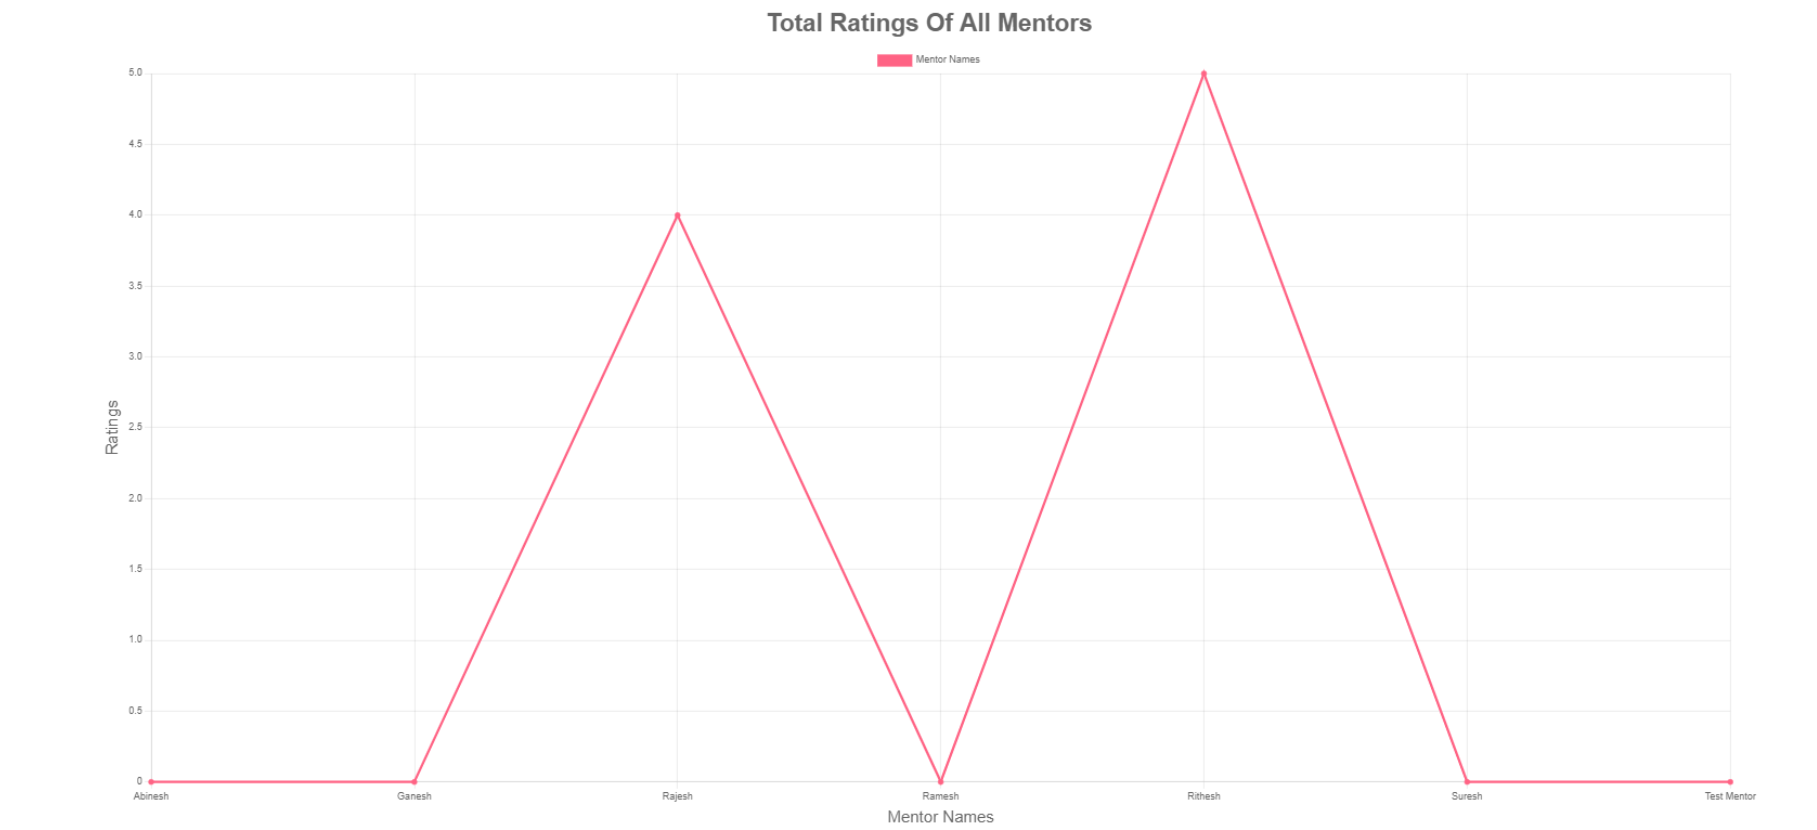 Total Ratings Of All Mentors
Mentor Names
5.0
4.5
4.0
3.5
3.0
2.5
2.0
1.5
1.0
0.5
0
Ratings
Abinesh Ganesh Rajesh Ramesh Rithesh Suresh Test Mentor
Mentor Names